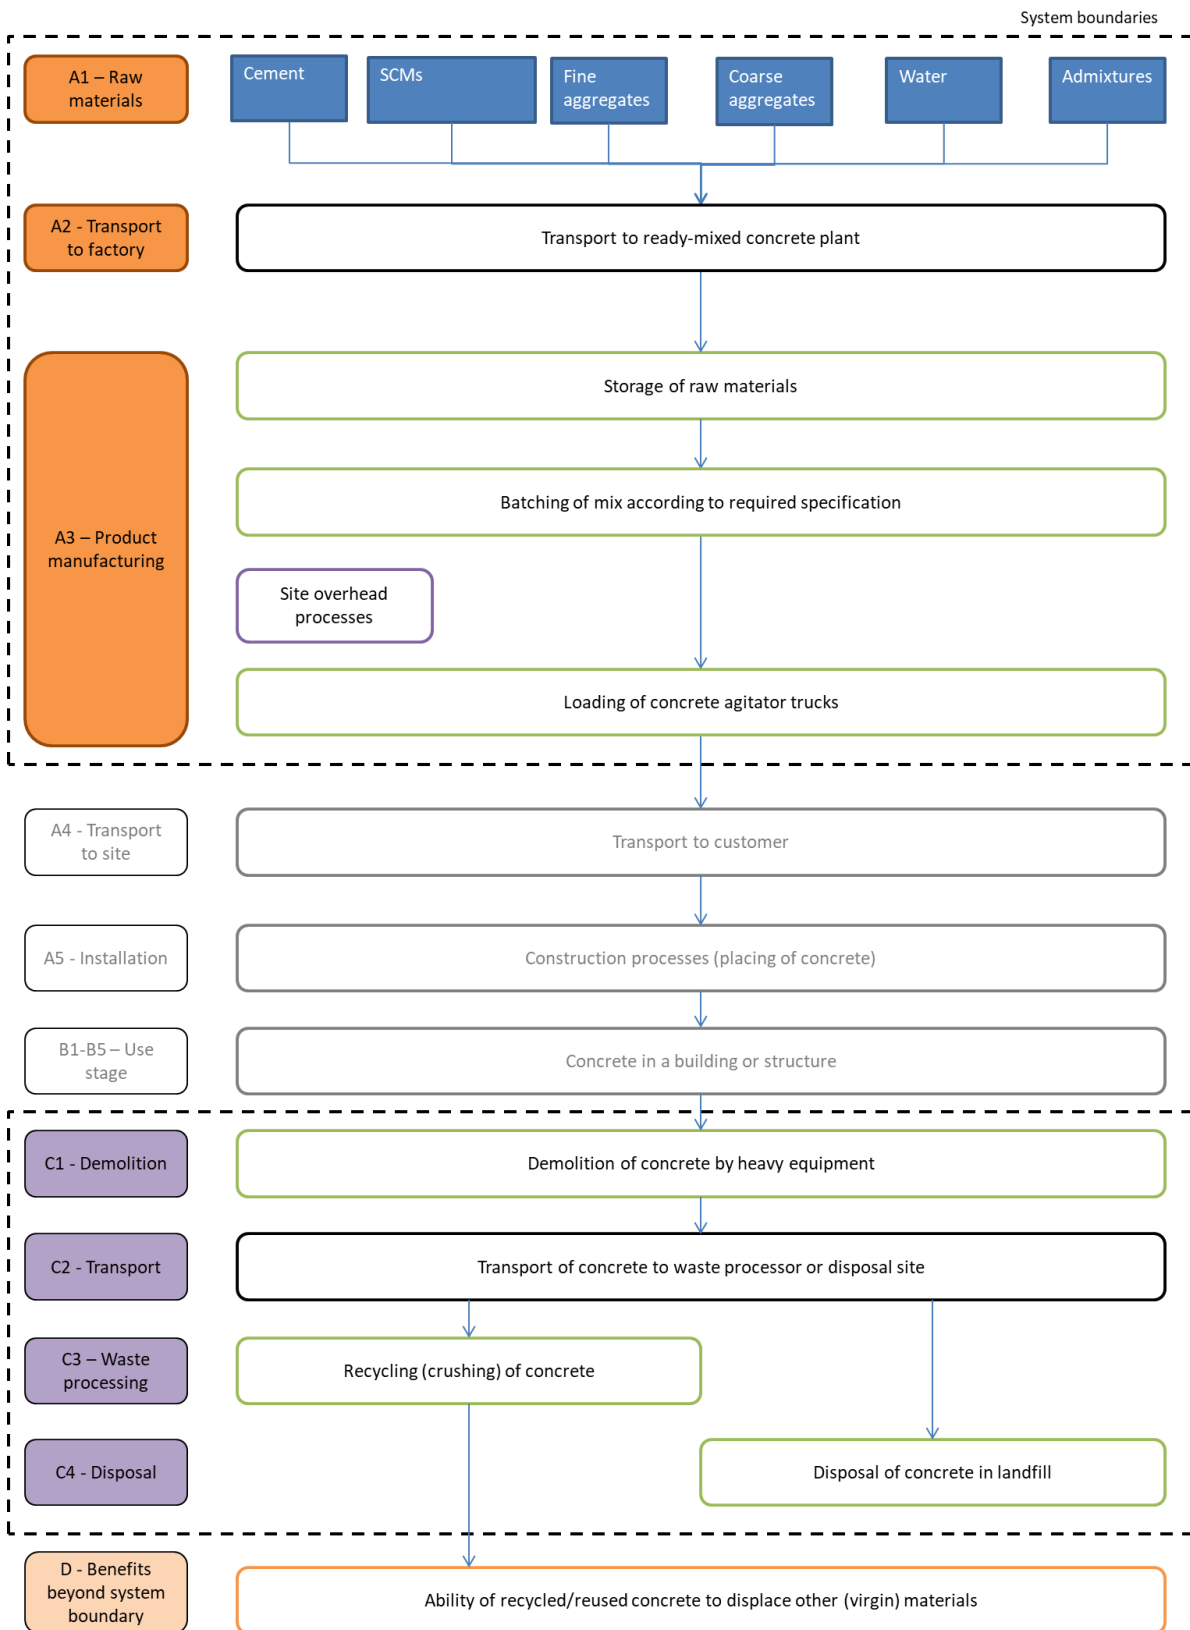 System boundaries
A1 – Raw
materials
Cement
SCMs
Fine
aggregates
Coarse
aggregates
Water
Admixtures
A2 - Transport
to factory
Transport to ready-mixed concrete plant
A3 – Product
manufacturing
Storage of raw materials
Batching of mix according to required specification
Site overhead
processes
Loading of concrete agitator trucks
A4 - Transport
to site
Transport to customer
A5 - Installation
Construction processes (placing of concrete)
B1-B5 – Use
stage
Concrete in a building or structure
C1 - Demolition
Demolition of concrete by heavy equipment
C2 - Transport
Transport of concrete to waste processor or disposal site
C3 – Waste
processing
Recycling (crushing) of concrete
C4 - Disposal
Disposal of concrete in landfill
D - Benefits
beyond system
boundary
Ability of recycled/reused concrete to displace other (virgin) materials